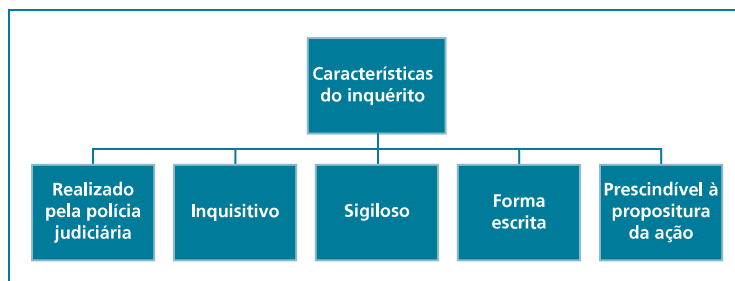 Características
do inquérito
Realizado
pela polícia
judiciária
Inquisitivo
Sigiloso
Forma
escrita
Prescindível à
propositura
da ação